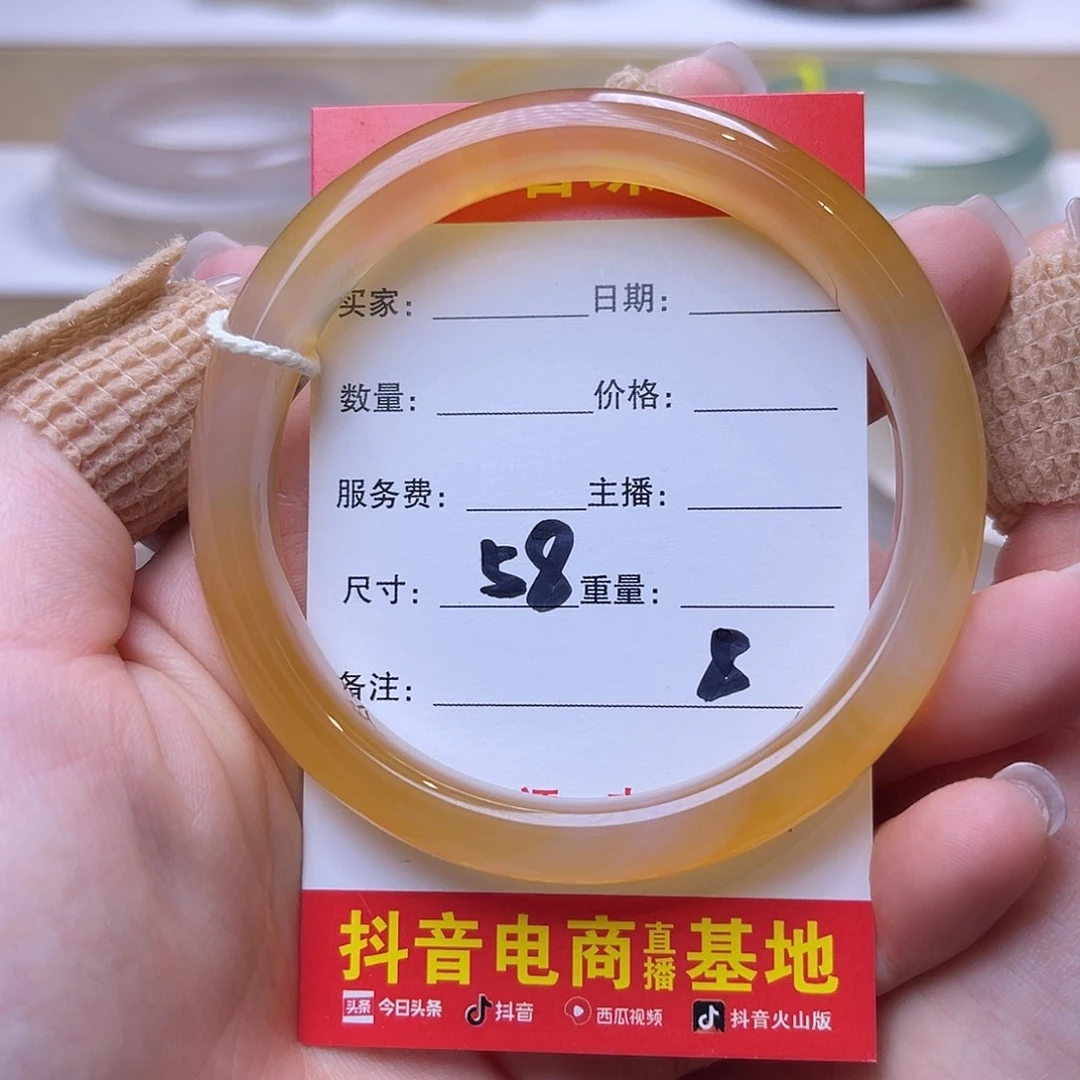 买家： 日期：
数量： 价格：
服务费： 主播：
尺寸： 58 重量：
8
备注：
抖音电商直播基地
头条 今日头条 抖音 西瓜视频 抖音火山版